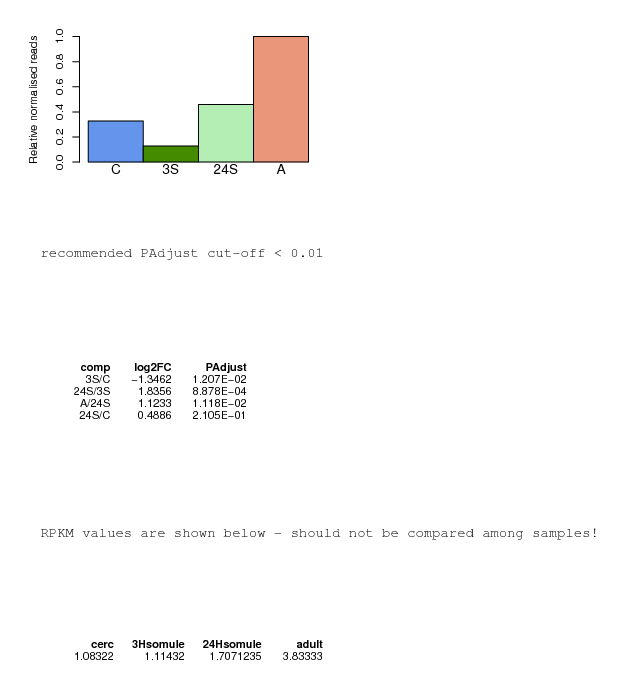 Relative normalised reads
1.0
0.8
0.6
0.4
0.2
0.0
C 3S 24S A
recommended PAdjust cut-off < 0.01
comp log2FC PAdjust
3S/C −1.3462 1.207E−02
24S/3S 1.8356 8.878E−04
A/24S 1.1233 1.118E−02
24S/C 0.4886 2.105E−01
RPKM values are shown below - should not be compared among samples!
cerc 3Hsomule 24Hsomule adult
1.08322 1.11432 1.7071235 3.83333